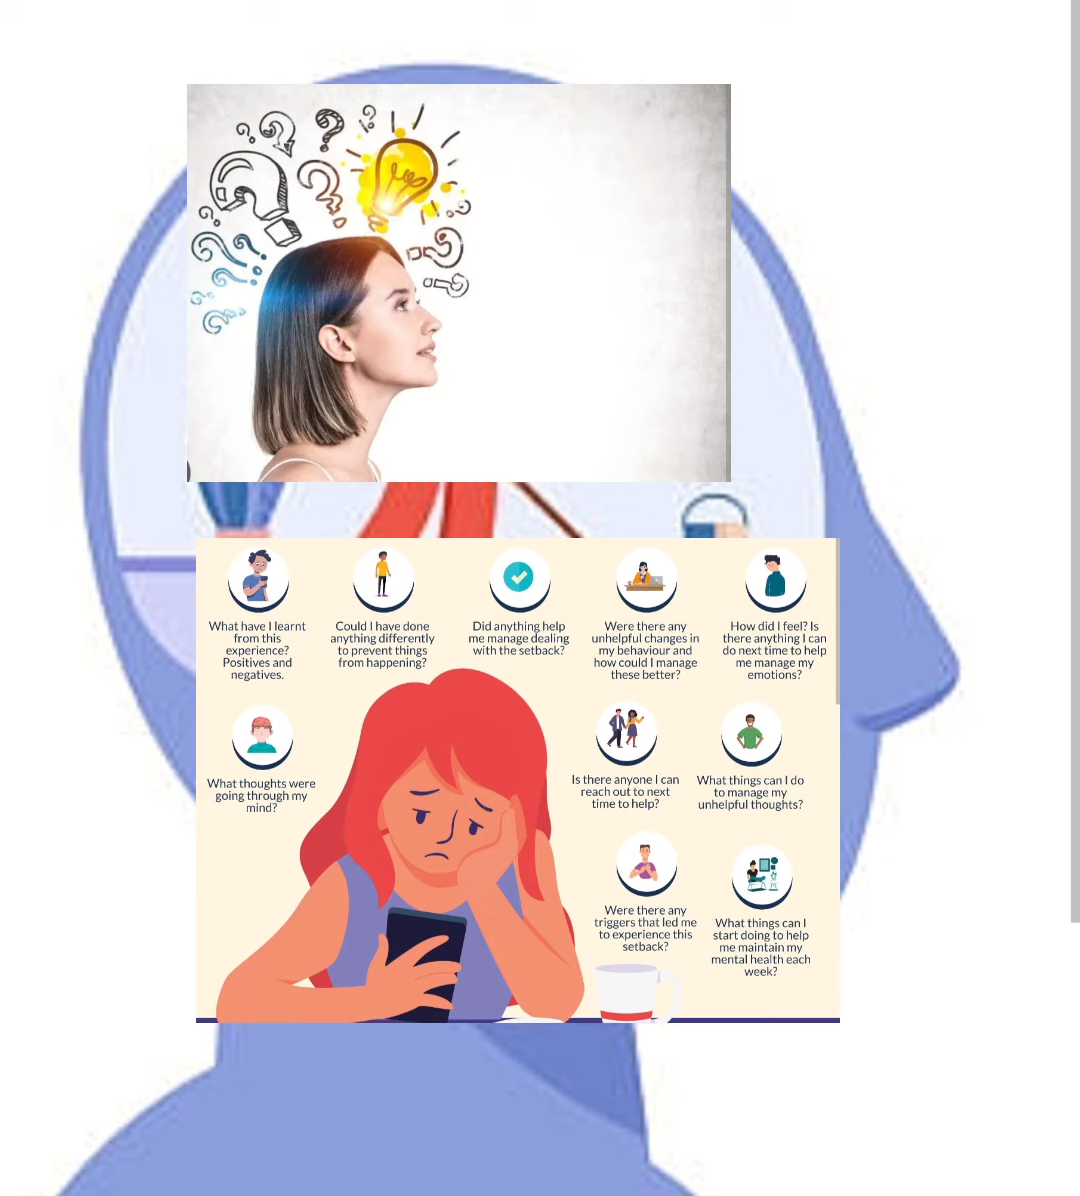 What have I learnt
from this
experience?
Positives and
negatives.
Could I have done
anything differently
to prevent things
from happening?
Did anything help
me manage dealing
with the setback?
Were there any
unhelpful changes in
my behaviour and
how could I manage
these better?
How did I feel? Is
there anything I can
do next time to help
me manage my
emotions?
What thoughts were
going through my
mind?
Is there anyone I can
reach out to next
time to help?
What things can I do
to manage my
unhelpful thoughts?
Were there any
triggers that led me
to experience this
setback?
What things can I
start doing to help
me maintain my
mental health each
week?